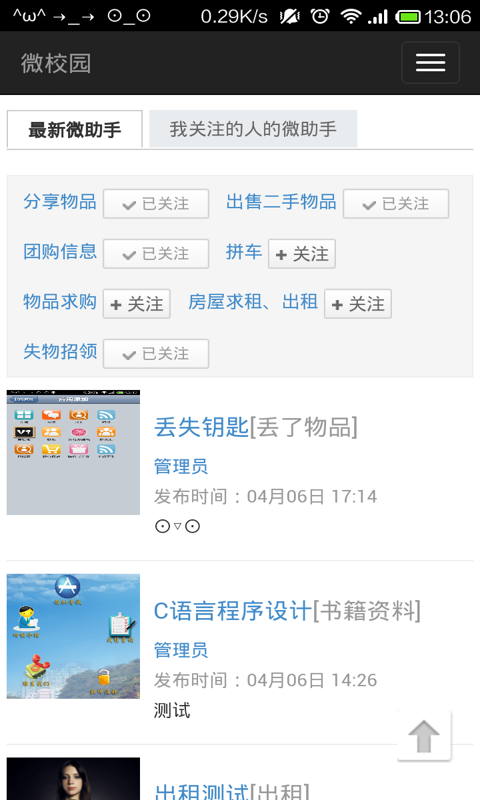 ^ω^ →_→ ⊙_⊙ 0.29K/s 13:06
微校园
最新微助手 我关注的人的微助手
分享物品 已关注 出售二手物品 已关注
团购信息 已关注 拼车 + 关注
物品求购 + 关注 房屋求租、出租 + 关注
失物招领 已关注
丢失钥匙[丢了物品]
管理员
发布时间：04月06日 17:14
⊙▽⊙
C语言程序设计[书籍资料]
管理员
发布时间：04月06日 14:26
测试
出租测试[出租]